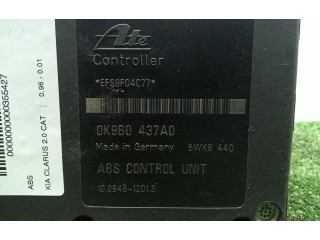 Ate
Controller
*EFS9F04C77*
0K9B0 437A0
Made in Germany 5WK8 440
ABS CONTROL UNIT
10.0946-1201.3
0000000000355427
ABS
KIA CLARUS 2.0 CAT | 0.96 - 0.01